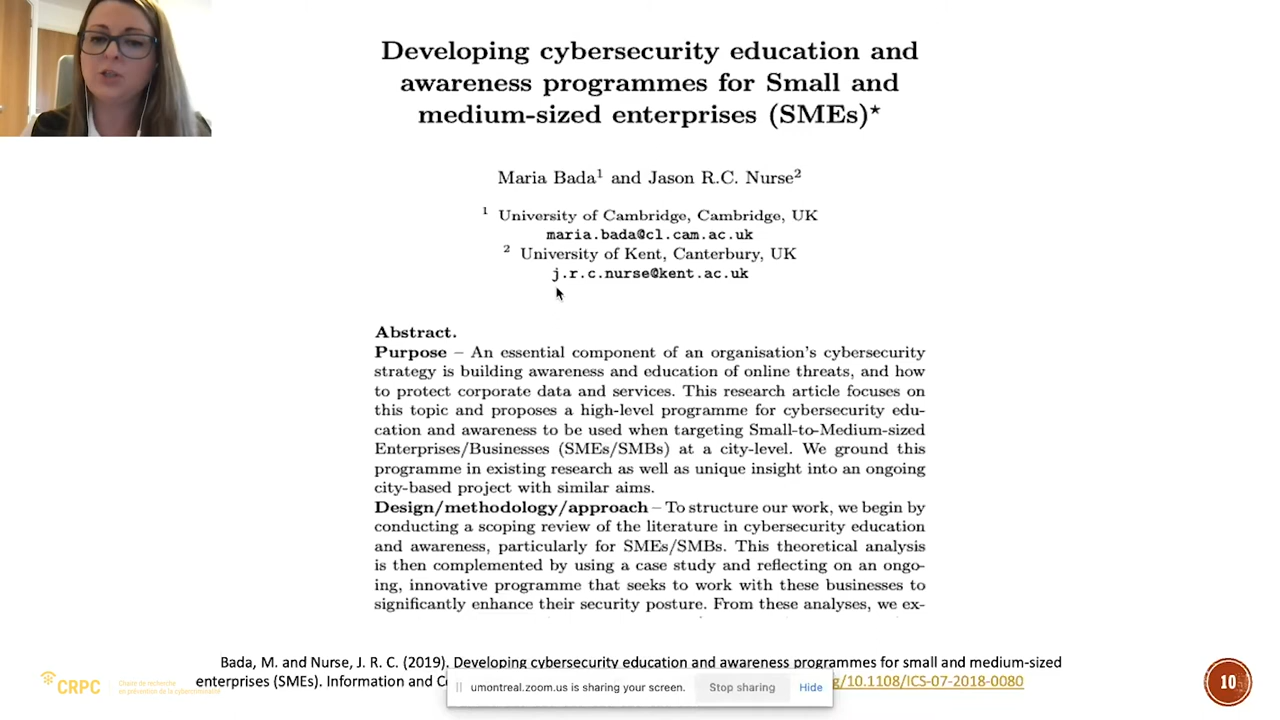 Developing cybersecurity education and
awareness programmes for Small and
medium-sized enterprises (SMEs)*
Maria Bada1 and Jason R.C. Nurse2
1 University of Cambridge, Cambridge, UK
maria.bada@cl.cam.ac.uk
2 University of Kent, Canterbury, UK
j.r.c.nurse@kent.ac.uk
Abstract.
Purpose – An essential component of an organisation's cybersecurity
strategy is building awareness and education of online threats, and how
to protect corporate data and services. This research article focuses on
this topic and proposes a high-level programme for cybersecurity edu-
cation and awareness to be used when targeting Small-to-Medium-sized
Enterprises/Businesses (SMEs/SMBs) at a city-level. We ground this
programme in existing research as well as unique insight into an ongoing
city-based project with similar aims.
Design/methodology/approach – To structure our work, we begin by
conducting a scoping review of the literature in cybersecurity education
and awareness, particularly for SMEs/SMBs. This theoretical analysis
is then complemented by using a case study and reflecting on an ongo-
ing, innovative programme that seeks to work with these businesses to
significantly enhance their security posture. From these analyses, we ex-
Bada, M. and Nurse, J. R. C. (2019). Developing cybersecurity education and awareness programmes for small and medium-sized
enterprises (SMEs). Information and C g/10.1108/ICS-07-2018-0080
umontreal.zoom.us is sharing your screen. Stop sharing Hide
CRPC
Chaire de recherche
en prévention de la cybercriminalité
10